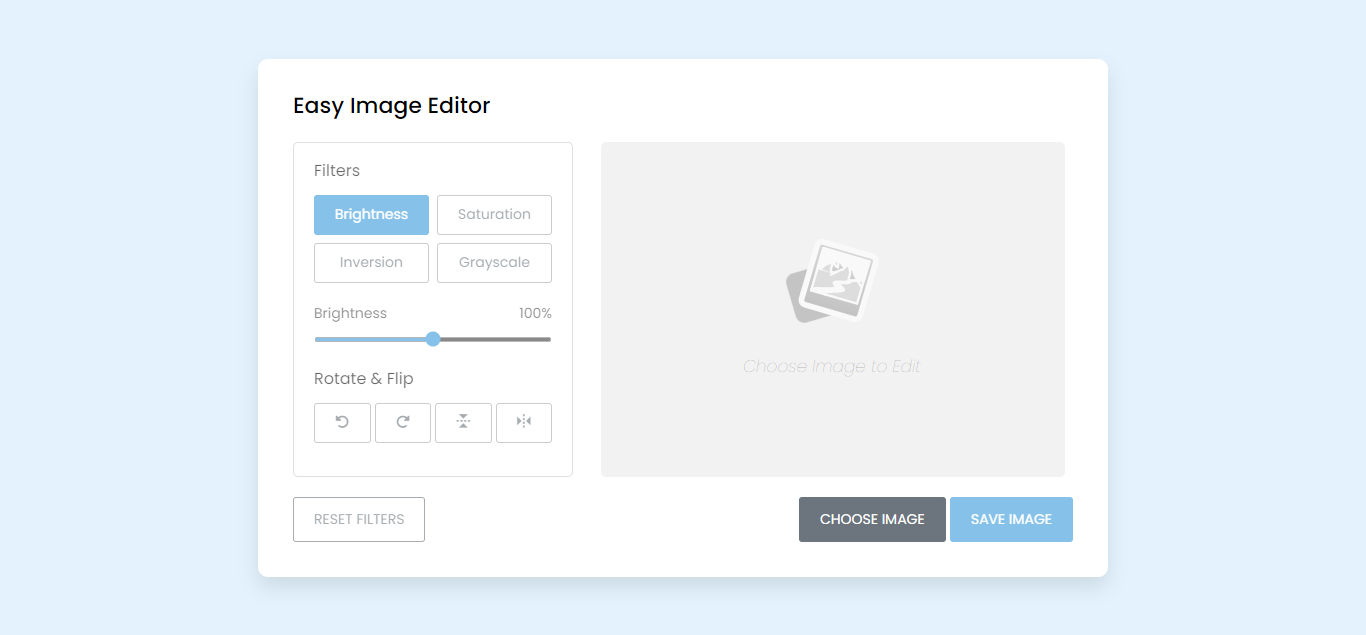 Easy Image Editor
Filters
Brightness Saturation
Inversion Grayscale
Brightness 100%
Rotate & Flip
Choose Image to Edit
RESET FILTERS CHOOSE IMAGE SAVE IMAGE